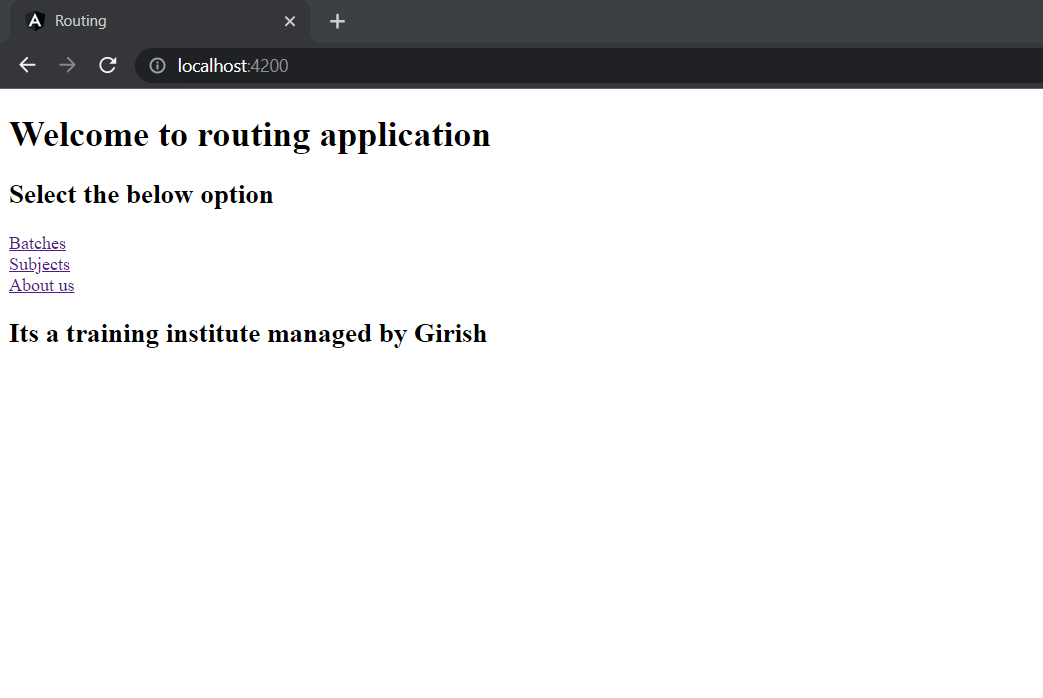 Routing
localhost:4200
Welcome to routing application
Select the below option
Batches
Subjects
About us
Its a training institute managed by Girish